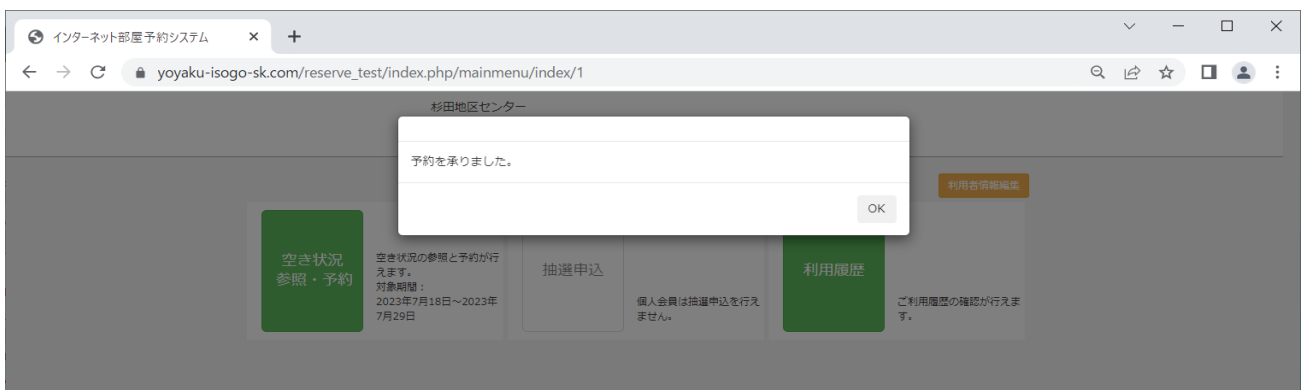 インターネット部屋予約システム
yoyaku-isogo-sk.com/reserve_test/index.php/mainmenu/index/1
杉田地区センター
予約を承りました。
OK
利用者情報編集
空き状況
参照・予約
空き状況の参照と予約が行
えます。
対象期間：
2023年7月18日～2023年
7月29日
抽選申込
個人会員は抽選申込を行え
ません。
利用履歴
ご利用履歴の確認が行えま
す。